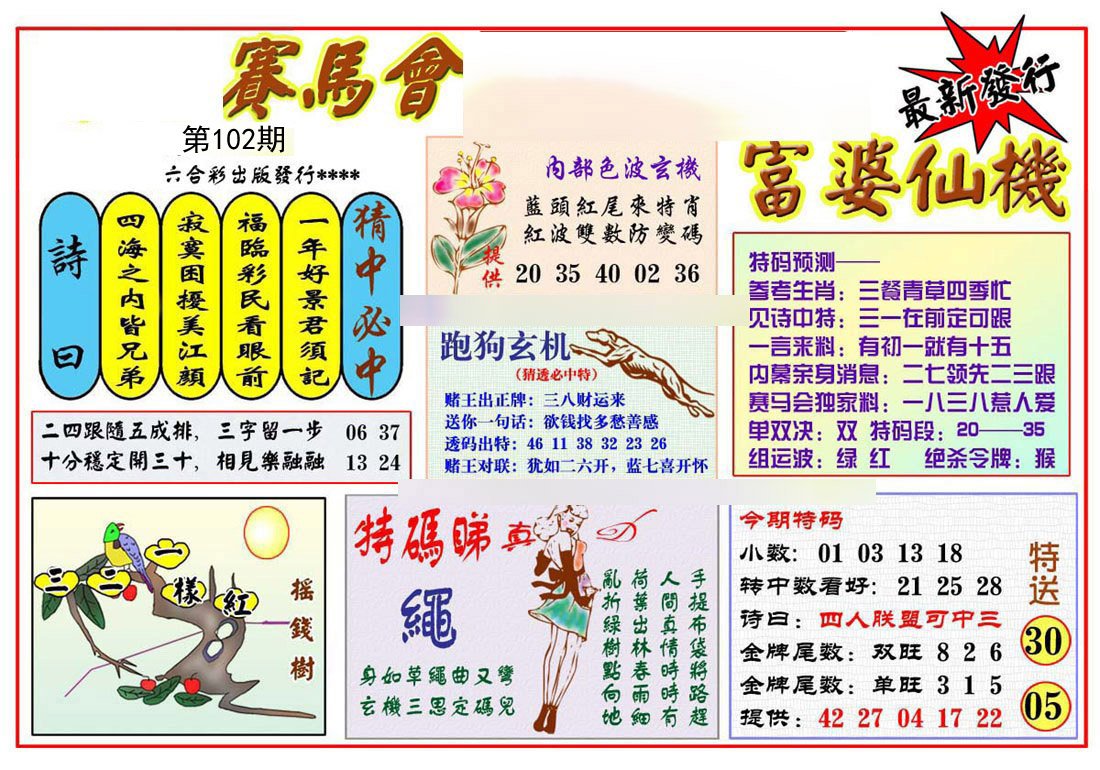 賽馬會
第102期
六合彩出版發行****
最新發行
富婆仙機
猜中必中
一年好景君須記
福臨彩民看眼前
寂寞困擾美江顏
四海之内皆兄弟
詩曰
二四跟隨五成排，三字留一步 06 37
十分穩定開三十，相見樂融融 13 24
内部色波玄機
藍頭紅尾來特肖
紅波雙數防變碼
提供
20 35 40 02 36
跑狗玄机
（猜透必中特）
赌王出正牌：三八财运来
送你一句话：欲钱找多愁善感
透码出特：46 11 38 32 23 26
赌王对联：犹如二六开，蓝七喜开怀
特码预测——
参考生肖：三餐青草四季忙
见诗中特：三一在前定可跟
一言来料：有初一就有十五
内幕亲身消息：二七领先二三跟
赛马会独家料：一八三八惹人爱
单双决：双 特码段：20——35
组运波：绿 红 绝杀令牌：猴
三二一樣紅
搖錢樹
特碼睇真D
繩
身如草繩曲又彎
玄機三思定碼兒
手提布袋將路趕
人間真情時時有
荷葉出林春雨細
亂折綠樹點向地
今期特码
小数：01 03 13 18
转中数看好：21 25 28
诗曰：四人联盟可中三
金牌尾数：双旺 8 2 6
金牌尾数：单旺 3 1 5
提供：42 27 04 17 22
特送
30
05